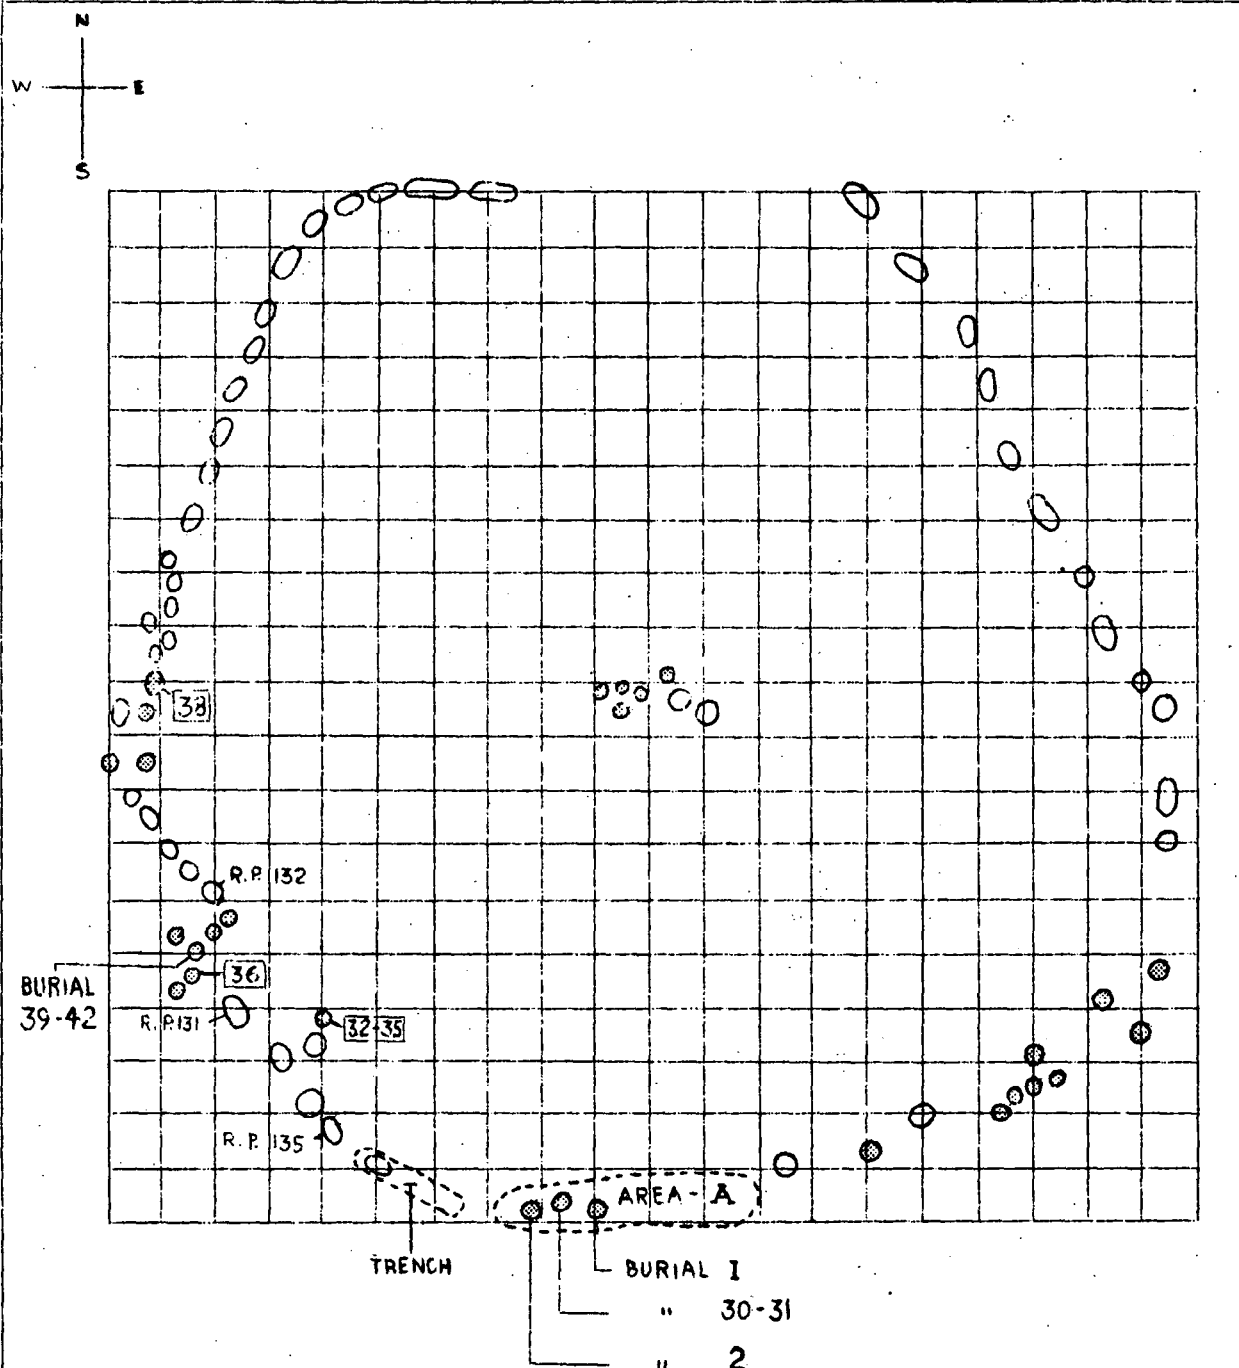 N
W E
S
38
R.P. 132
36
BURIAL
39-42
R.P. 131
32-35
R.P. 135
AREA - A
TRENCH
BURIAL I
" 30-31
" 2